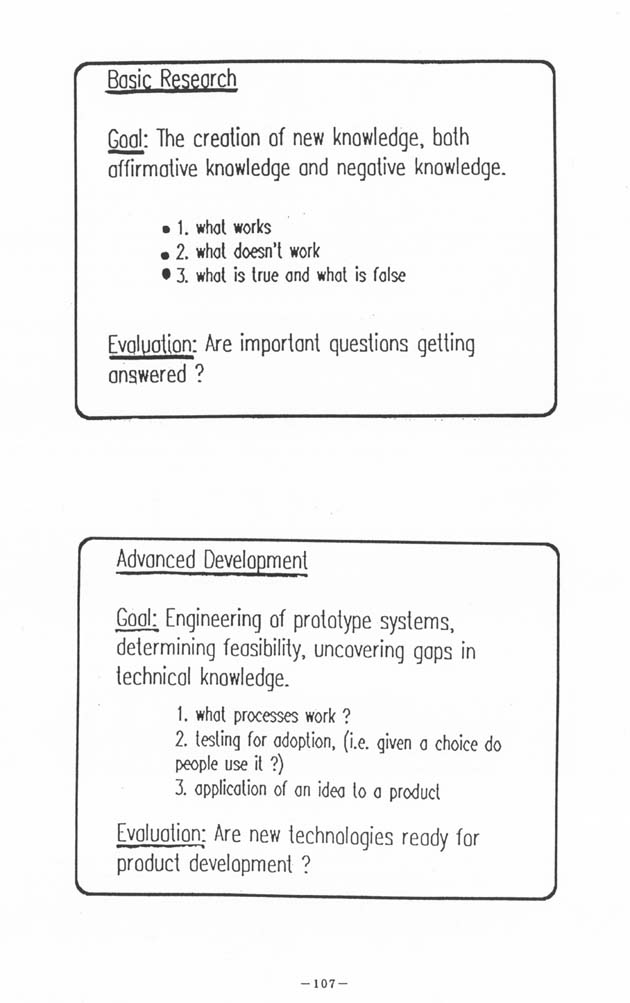 Basic Research
Goal: The creation of new knowledge, both
affirmative knowledge and negative knowledge.
• 1. what works
• 2. what doesn't work
• 3. what is true and what is false
Evaluation: Are important questions getting
answered ?
Advanced Development
Goal: Engineering of prototype systems,
determining feasibility, uncovering gaps in
technical knowledge.
1. what processes work ?
2. testing for adoption, (i.e. given a choice do
people use it ?)
3. application of an idea to a product
Evaluation: Are new technologies ready for
product development ?
—107—